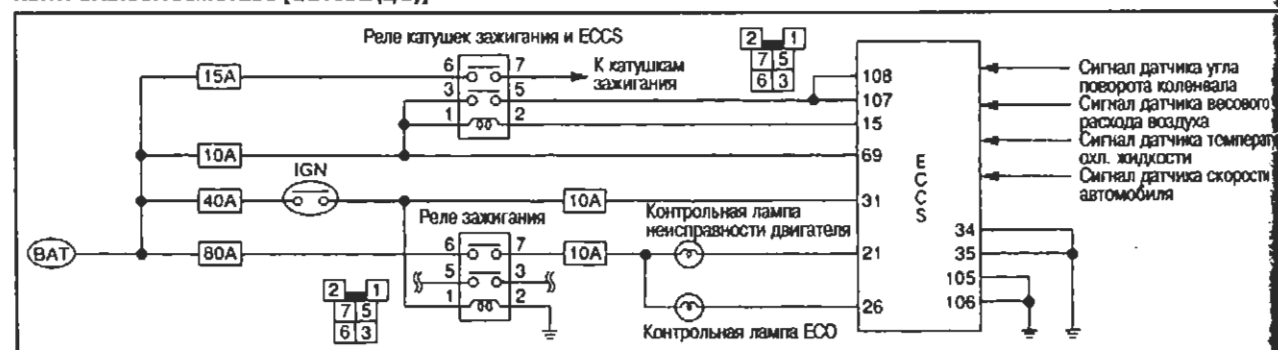 Реле катушек зажигания и ECCS
2 1
7 5
6 3
15A
6 7
К катушкам
зажигания
3 5
1 2
108
107
15
10A
69
ECCS
IGN
40A
10A
31
Реле зажигания
Контрольная лампа
неисправности двигателя
BAT
80A
6 7
10A
21
5 3
1 2
26
Контрольная лампа ECO
2 1
7 5
6 3
34
35
105
106
Сигнал датчика угла
поворота коленвала
Сигнал датчика весового
расхода воздуха
Сигнал датчика
охл. жидкости
Сигнал датчика скорости
автомобиля